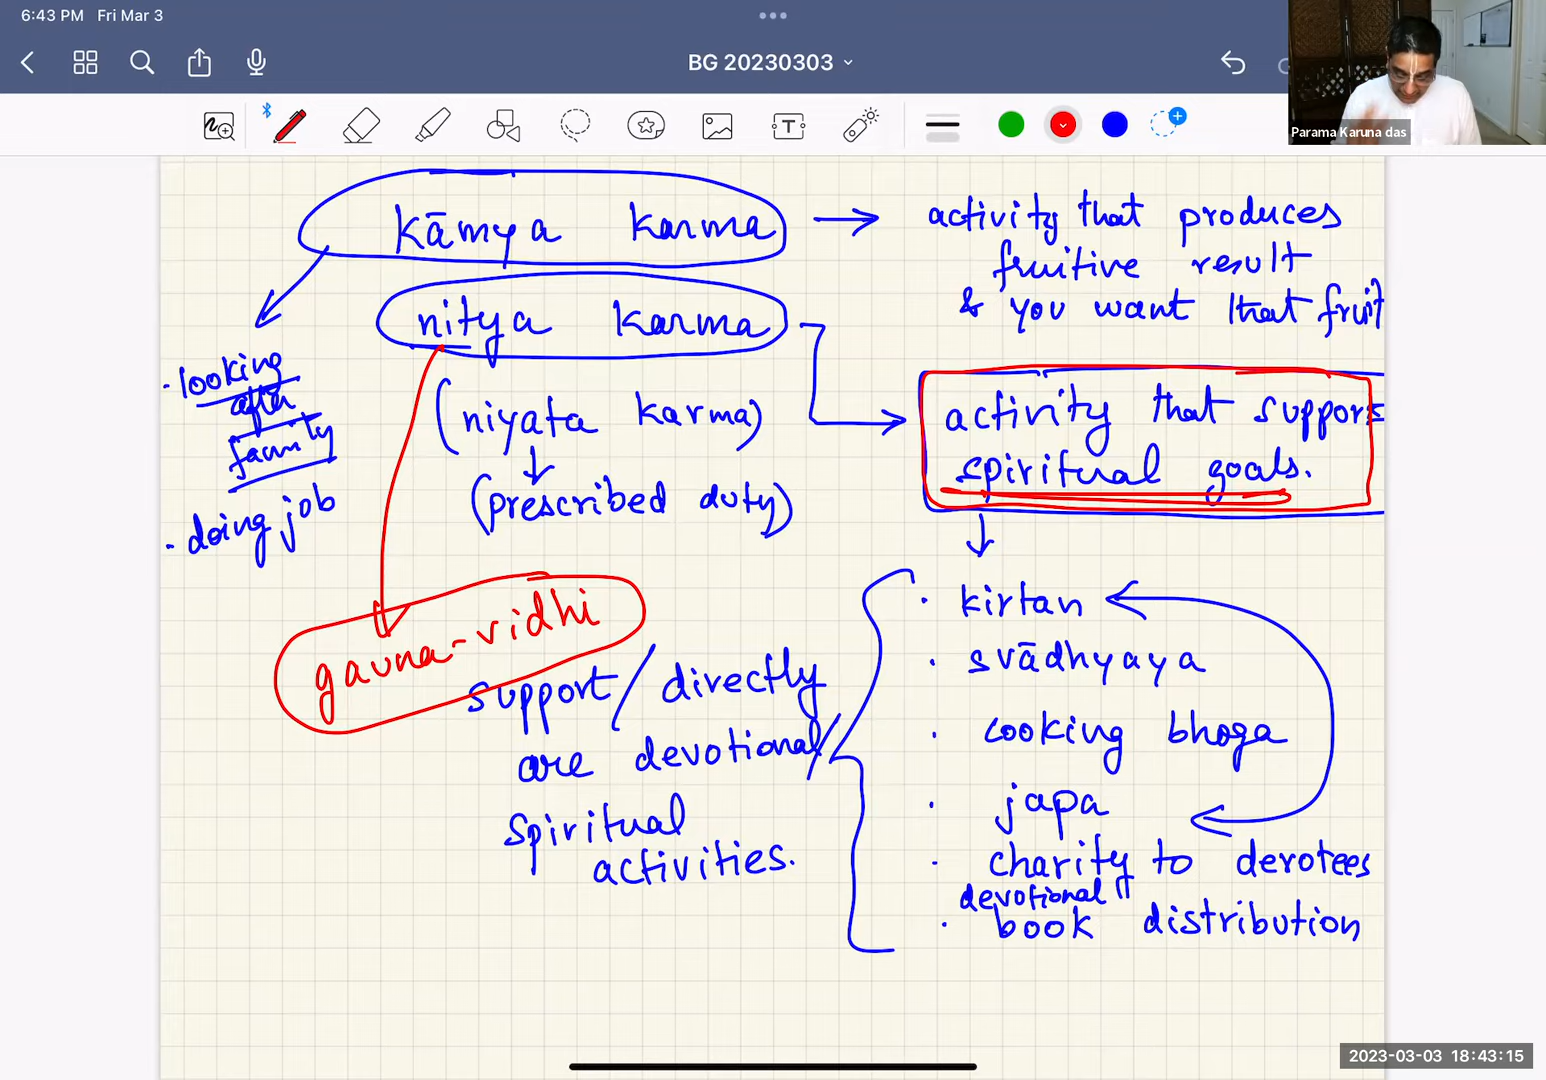 6:43 PM Fri Mar 3
BG 20230303
T
Parama Karuna das
kāmya karma → activity that produces
fruitive result
& you want that fruit
nitya karma
(niyata karma)
↓
(prescribed duty)
activity that supports
spiritual goals.
↓
· looking
after
family
· doing job
gauna-vidhi
support / directly
are devotional/
spiritual
activities.
· kirtan
· svādhyaya
· cooking bhoga
· japa
· charity to devotees
devotional
· book distribution
2023-03-03 18:43:15